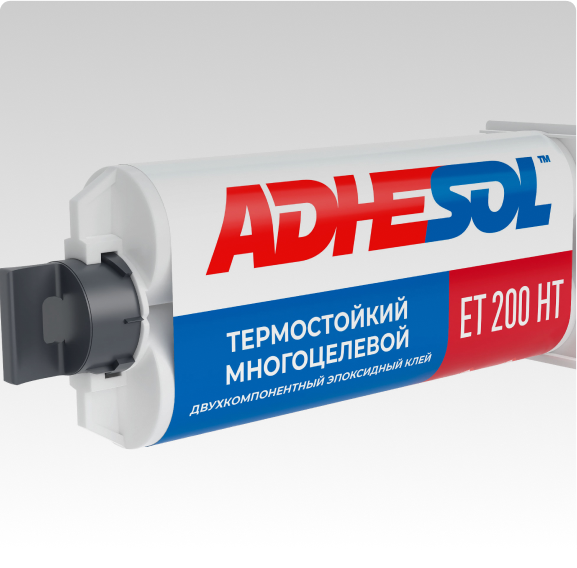 ADHESOL™
ТЕРМОСТОЙКИЙ
МНОГОЦЕЛЕВОЙ
ДВУХКОМПОНЕНТНЫЙ ЭПОКСИДНЫЙ КЛЕЙ
ET 200 HT